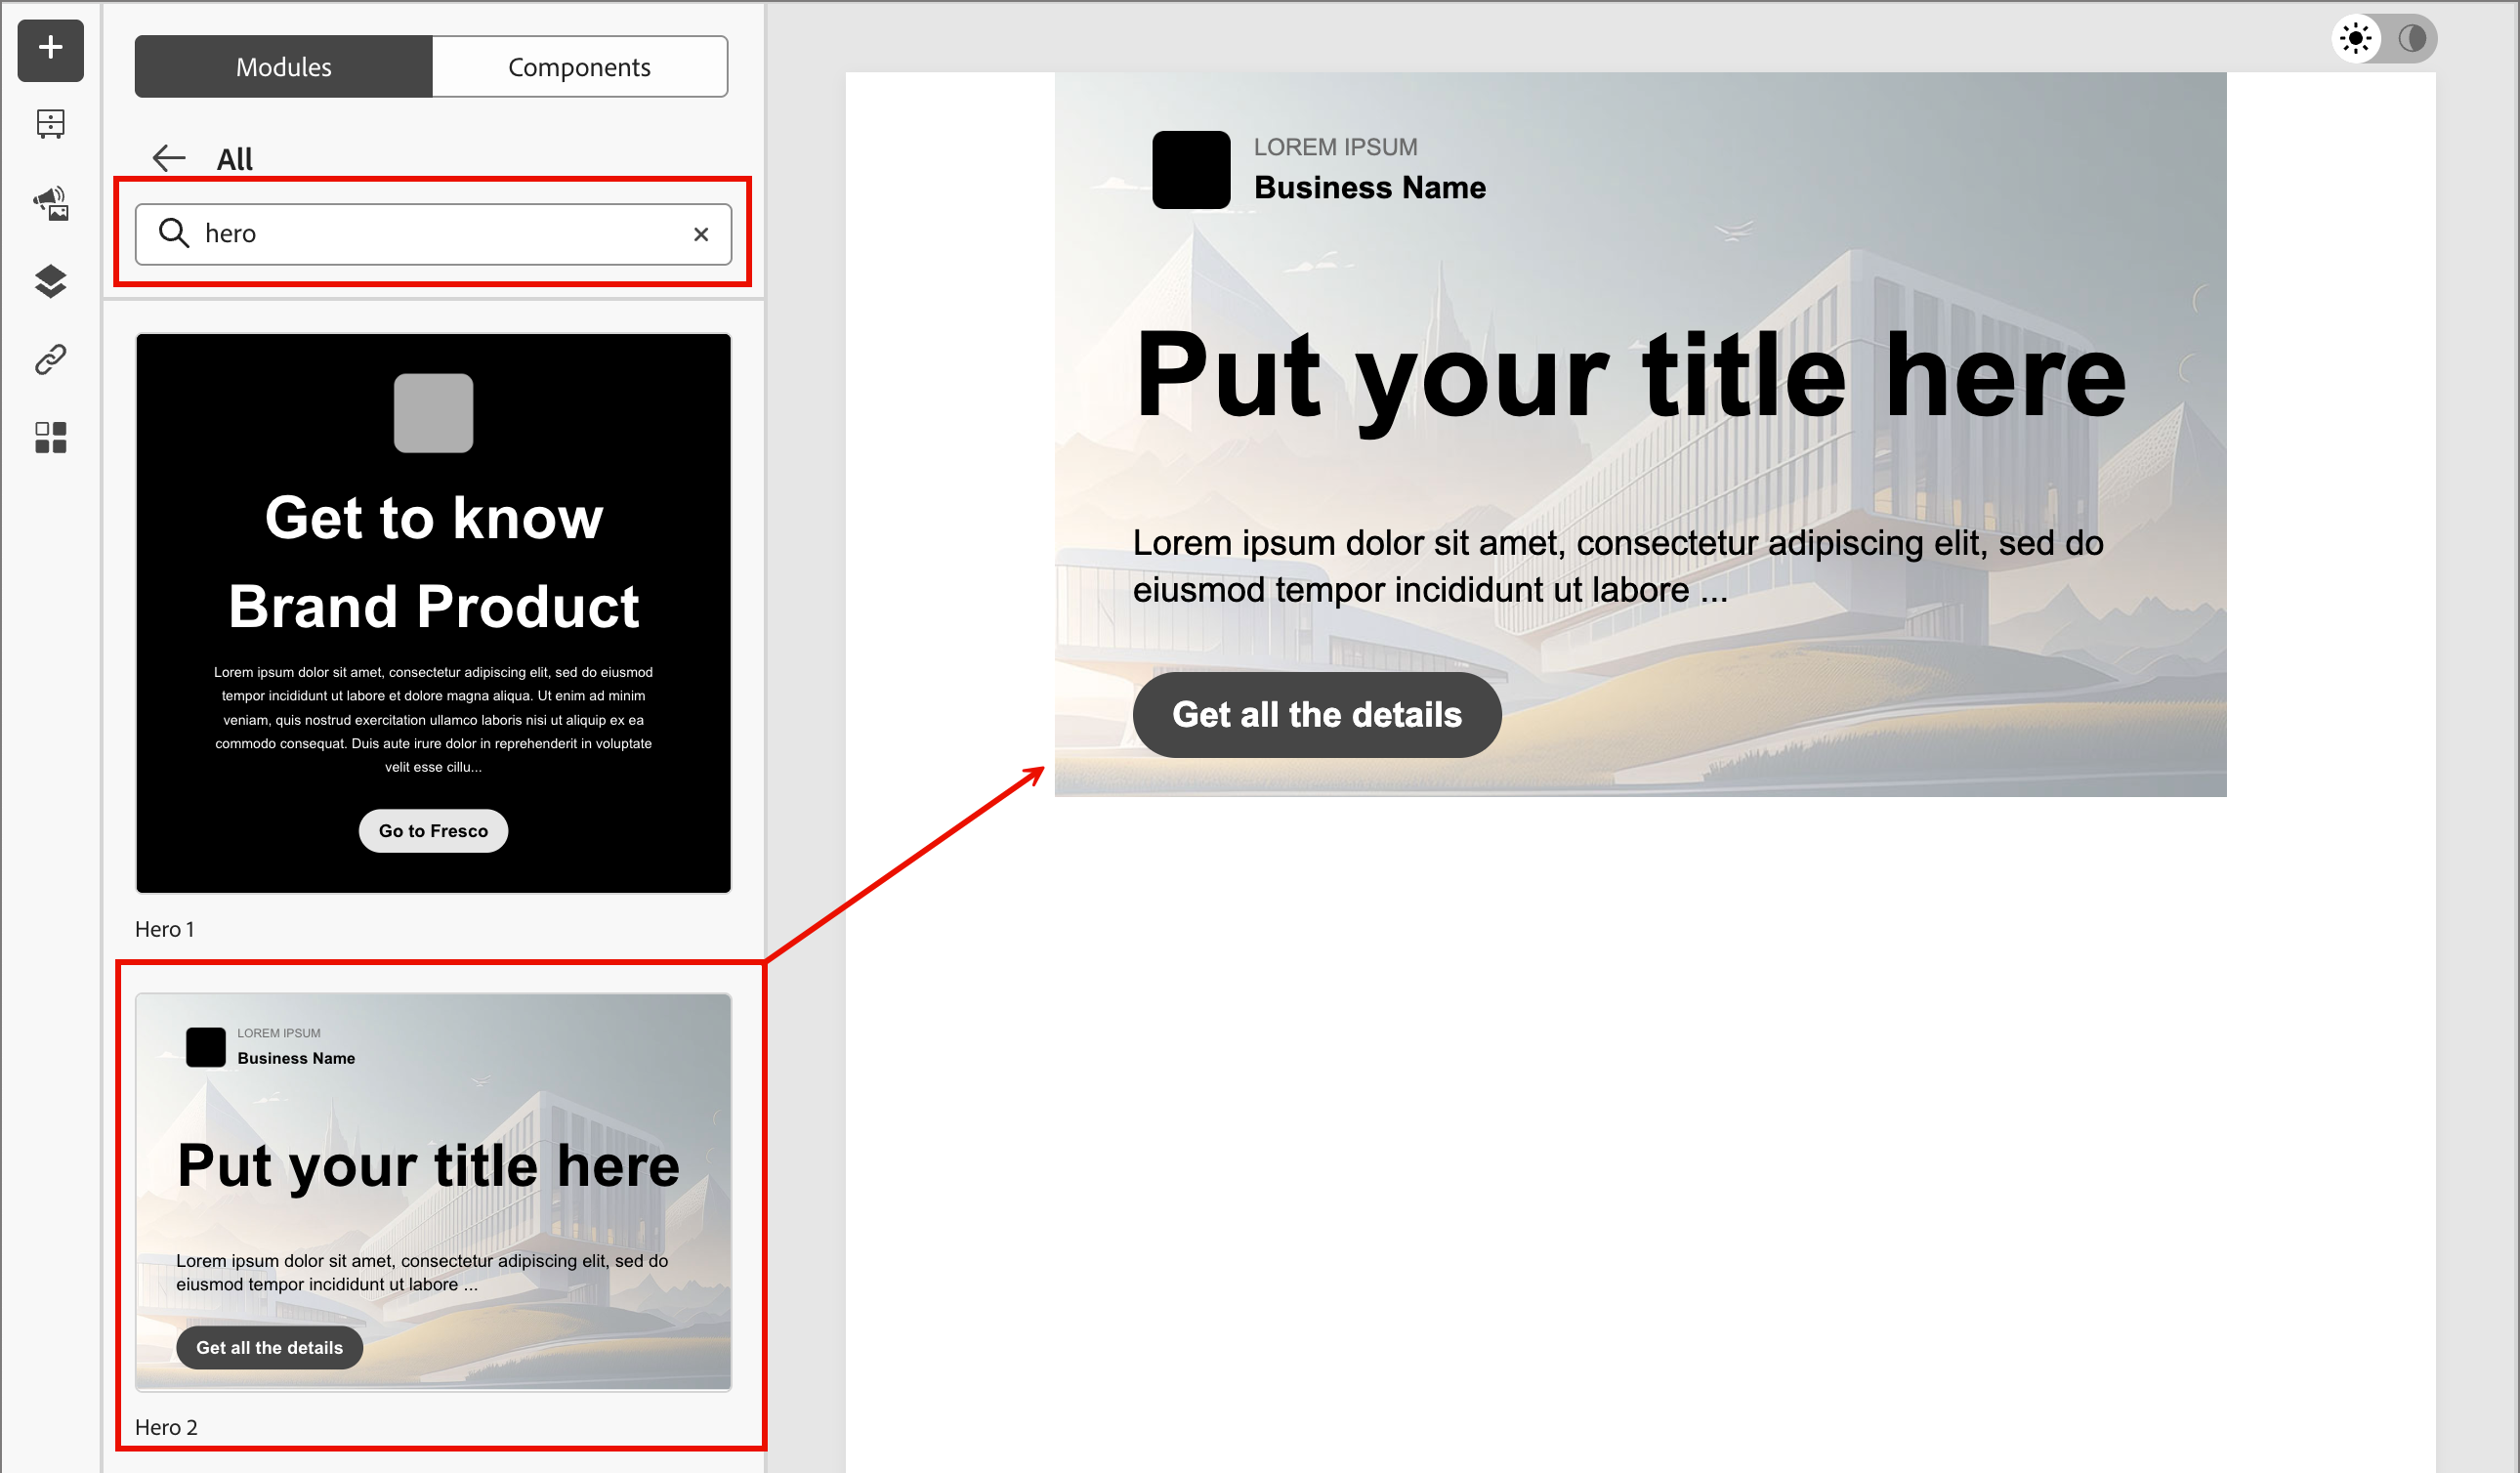 Modules
Components
All
hero
Get to know
Brand Product
Lorem ipsum dolor sit amet, consectetur adipiscing elit, sed do eiusmod
tempor incididunt ut labore et dolore magna aliqua. Ut enim ad minim
veniam, quis nostrud exercitation ullamco laboris nisi ut aliquip ex ea
commodo consequat. Duis aute irure dolor in reprehenderit in voluptate
velit esse cillu...
Go to Fresco
Hero 1
LOREM IPSUM
Business Name
Put your title here
Lorem ipsum dolor sit amet, consectetur adipiscing elit, sed do
eiusmod tempor incididunt ut labore ...
Get all the details
Hero 2
LOREM IPSUM
Business Name
Put your title here
Lorem ipsum dolor sit amet, consectetur adipiscing elit, sed do
eiusmod tempor incididunt ut labore ...
Get all the details